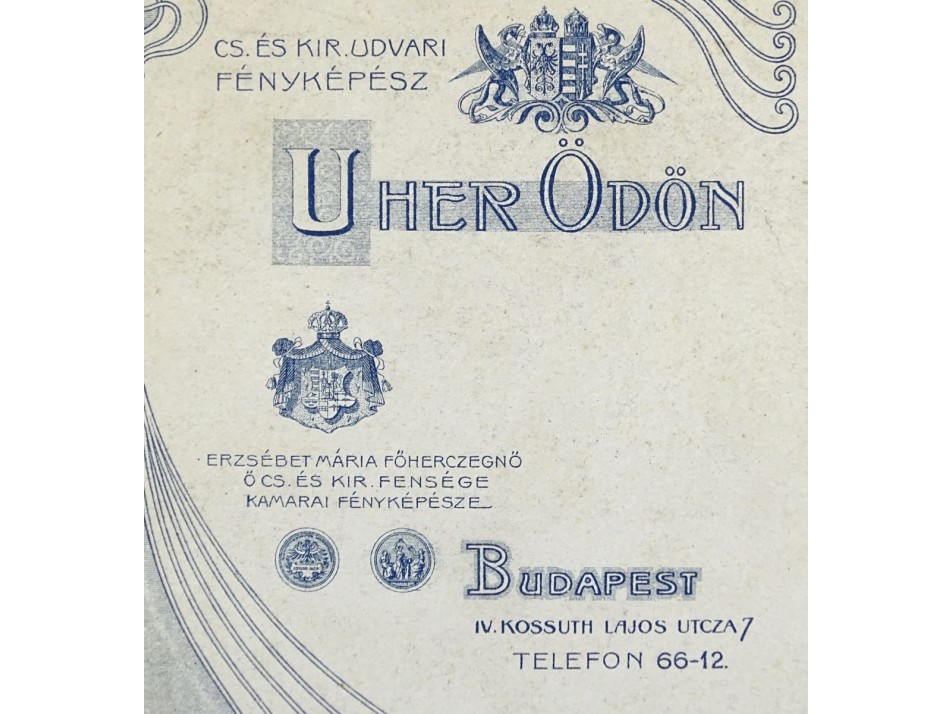 CS. ÉS KIR. UDVARI
FÉNYKÉPÉSZ
UHER ÖDÖN
ERZSÉBET MÁRIA FŐHERCZEGNŐ
Ő CS. ÉS KIR. FENSÉGE
KAMARAI FÉNYKÉPÉSZE
BUDAPEST
IV. KOSSUTH LAJOS UTCZA 7
TELEFON 66-12.